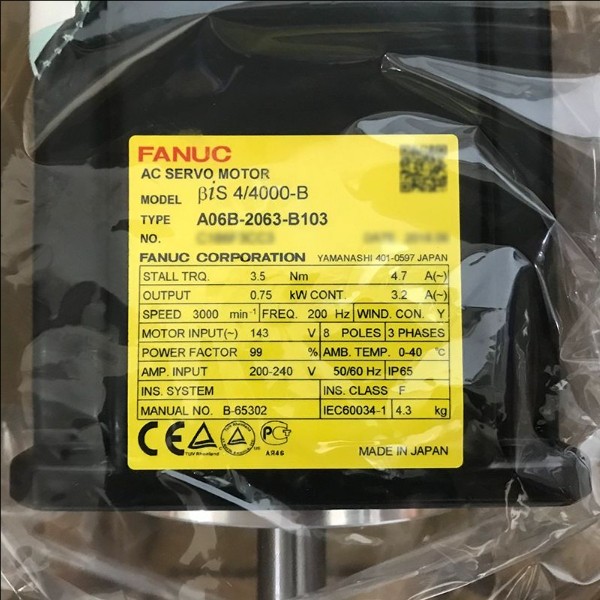 FANUC
AC SERVO MOTOR
MODEL βiS 4/4000-B
TYPE A06B-2063-B103
NO.
FANUC CORPORATION YAMANASHI 401-0597 JAPAN
STALL TRQ. 3.5 Nm 4.7 A(~)
OUTPUT 0.75 kW CONT. 3.2 A(~)
SPEED 3000 min⁻¹ FREQ. 200 Hz WIND. CON. Y
MOTOR INPUT(~) 143 V 8 POLES 3 PHASES
POWER FACTOR 99 % AMB. TEMP. 0-40 ℃
AMP. INPUT 200-240 V 50/60 Hz IP65
INS. SYSTEM INS. CLASS F
MANUAL NO. B-65302 IEC60034-1 4.3 kg
CE TÜV Rheinland
MADE IN JAPAN